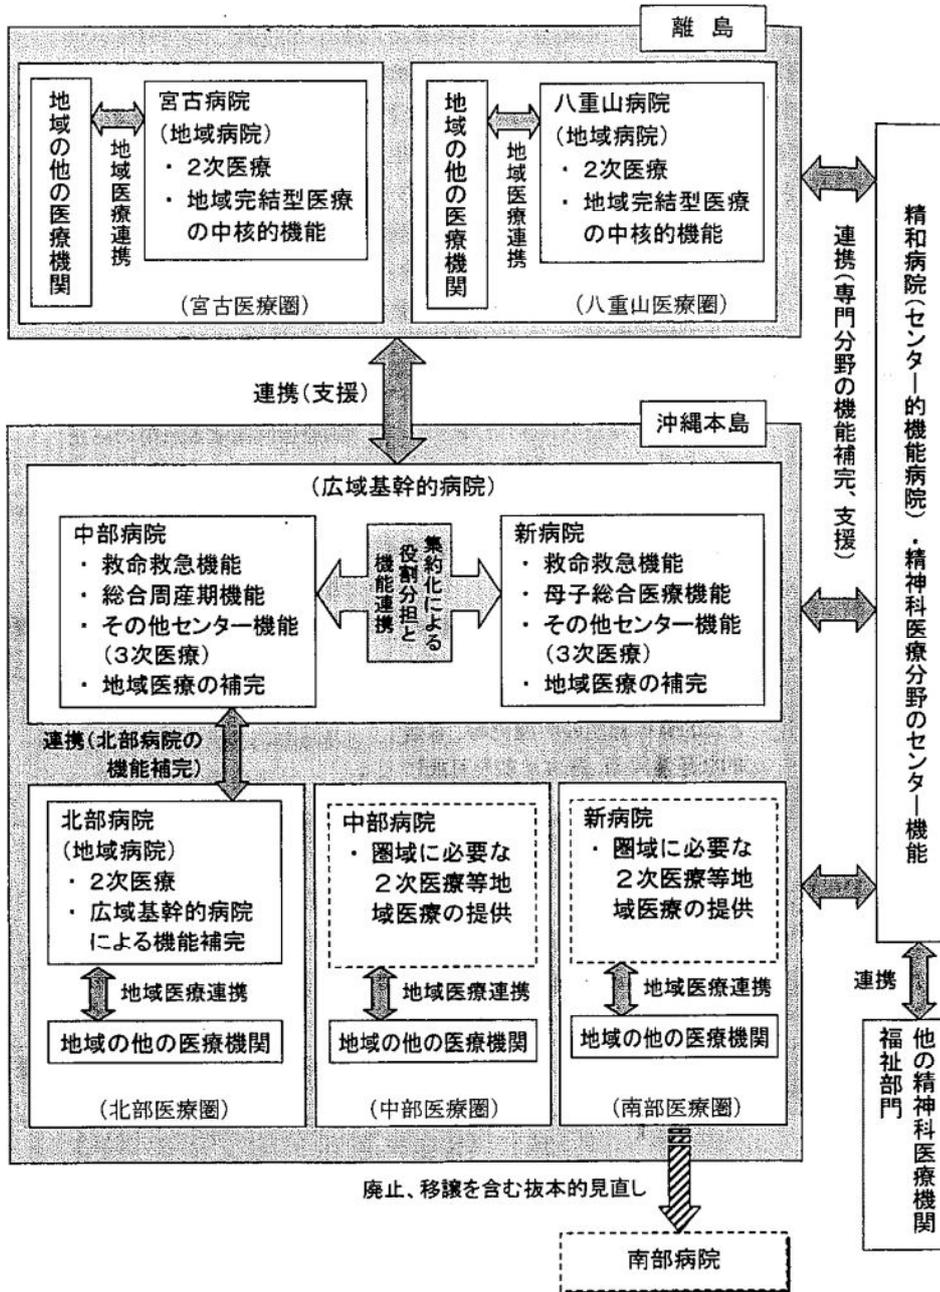 離島
地域の他の医療機関
地域医療連携
宮古病院
(地域病院)
・2次医療
・地域完結型医療
の中核的機能
(宮古医療圏)
地域の他の医療機関
地域医療連携
八重山病院
(地域病院)
・2次医療
・地域完結型医療
の中核的機能
(八重山医療圏)
連携(専門分野の機能補完、支援)
精和病院(センター的機能病院)・精神科医療分野のセンター機能
連携(支援)
沖縄本島
(広域基幹的病院)
中部病院
・救命救急機能
・総合周産期機能
・その他センター機能
(3次医療)
・地域医療の補完
集約化による
役割分担と
機能連携
新病院
・救命救急機能
・母子総合医療機能
・その他センター機能
(3次医療)
・地域医療の補完
連携(北部病院の
機能補完)
北部病院
(地域病院)
・2次医療
・広域基幹的病院
による機能補完
地域医療連携
地域の他の医療機関
(北部医療圏)
中部病院
・圏域に必要な
2次医療等地
域医療の提供
地域医療連携
地域の他の医療機関
(中部医療圏)
新病院
・圏域に必要な
2次医療等地
域医療の提供
地域医療連携
地域の他の医療機関
(南部医療圏)
連携
他の精神科医療機関
福祉部門
廃止、移譲を含む抜本的見直し
南部病院